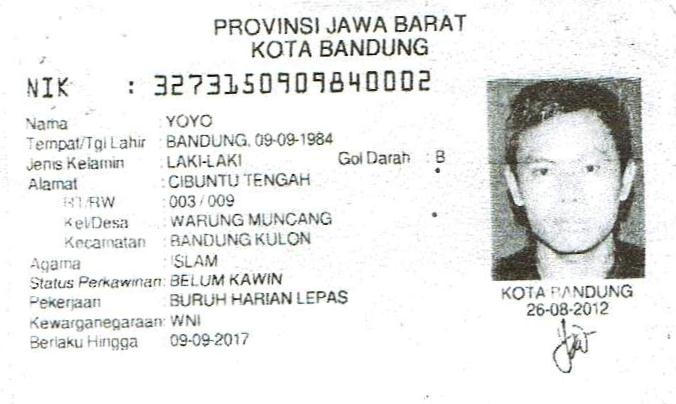 PROVINSI JAWA BARAT
KOTA BANDUNG
NIK : 3273150909840002
Nama : YOYO
Tempat/Tgl Lahir : BANDUNG, 09-09-1984
Jenis Kelamin : LAKI-LAKI Gol Darah : B
Alamat : CIBUNTU TENGAH
RT/RW : 003 / 009
Kel/Desa : WARUNG MUNCANG
Kecamatan : BANDUNG KULON
Agama : ISLAM
Status Perkawinan: BELUM KAWIN
Pekerjaan : BURUH HARIAN LEPAS
Kewarganegaraan: WNI
Berlaku Hingga : 09-09-2017
KOTA BANDUNG
26-08-2012